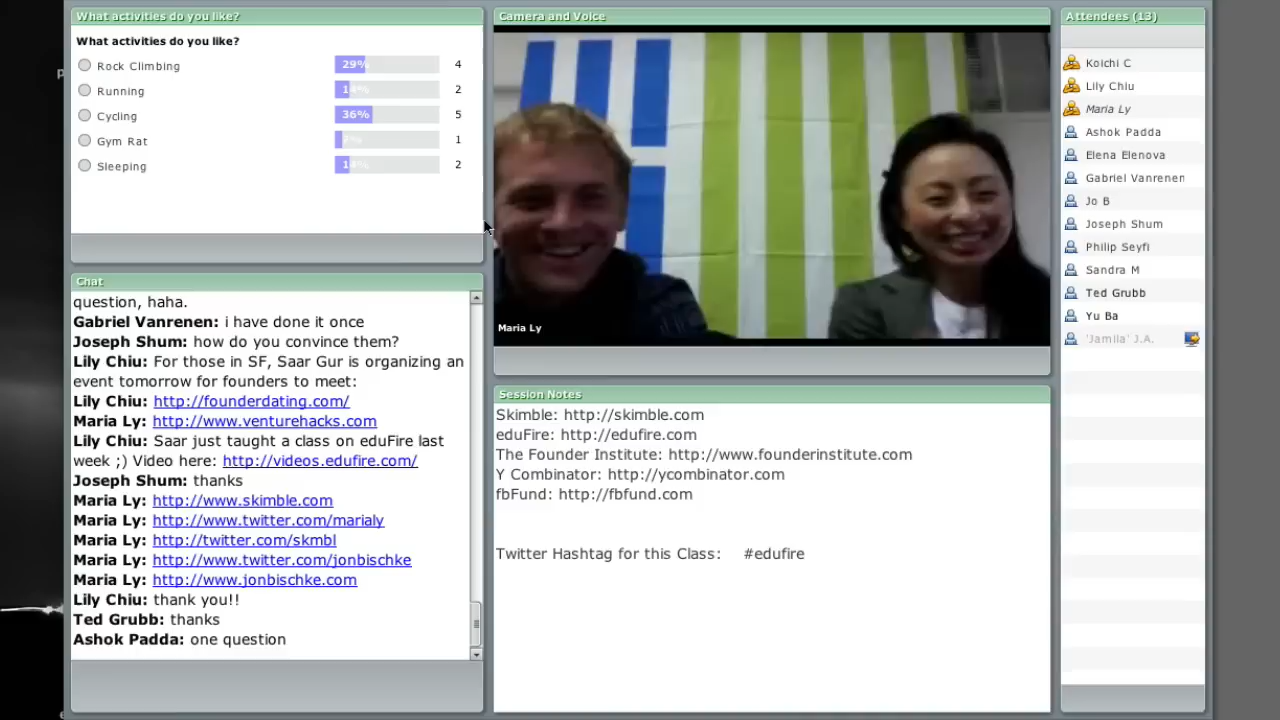 What activities do you like?
What activities do you like?
Rock Climbing 29% 4
Running 14% 2
Cycling 36% 5
Gym Rat 7% 1
Sleeping 14% 2
Chat
question, haha.
Gabriel Vanrenen: i have done it once
Joseph Shum: how do you convince them?
Lily Chiu: For those in SF, Saar Gur is organizing an
event tomorrow for founders to meet:
Lily Chiu: http://founderdating.com/
Maria Ly: http://www.venturehacks.com
Lily Chiu: Saar just taught a class on eduFire last
week ;) Video here: http://videos.edufire.com/
Joseph Shum: thanks
Maria Ly: http://www.skimble.com
Maria Ly: http://www.twitter.com/marialy
Maria Ly: http://twitter.com/skmbl
Maria Ly: http://www.twitter.com/jonbischke
Maria Ly: http://www.jonbischke.com
Lily Chiu: thank you!!
Ted Grubb: thanks
Ashok Padda: one question
Camera and Voice
Maria Ly
Session Notes
Skimble: http://skimble.com
eduFire: http://edufire.com
The Founder Institute: http://www.founderinstitute.com
Y Combinator: http://ycombinator.com
fbFund: http://fbfund.com
Twitter Hashtag for this Class: #edufire
Attendees (13)
Koichi C
Lily Chiu
Maria Ly
Ashok Padda
Elena Elenova
Gabriel Vanrenen
Jo B
Joseph Shum
Philip Seyfi
Sandra M
Ted Grubb
Yu Ba
'Jamila' J.A.